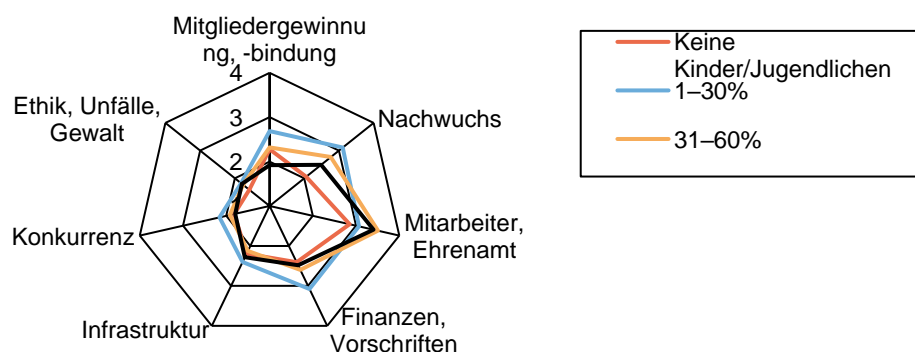 Mitgliedergewinnu
ng, -bindung
4
3
2
Nachwuchs
Mitarbeiter,
Ehrenamt
Finanzen,
Vorschriften
Infrastruktur
Konkurrenz
Ethik, Unfälle,
Gewalt
Keine
Kinder/Jugendlichen
1–30%
31–60%